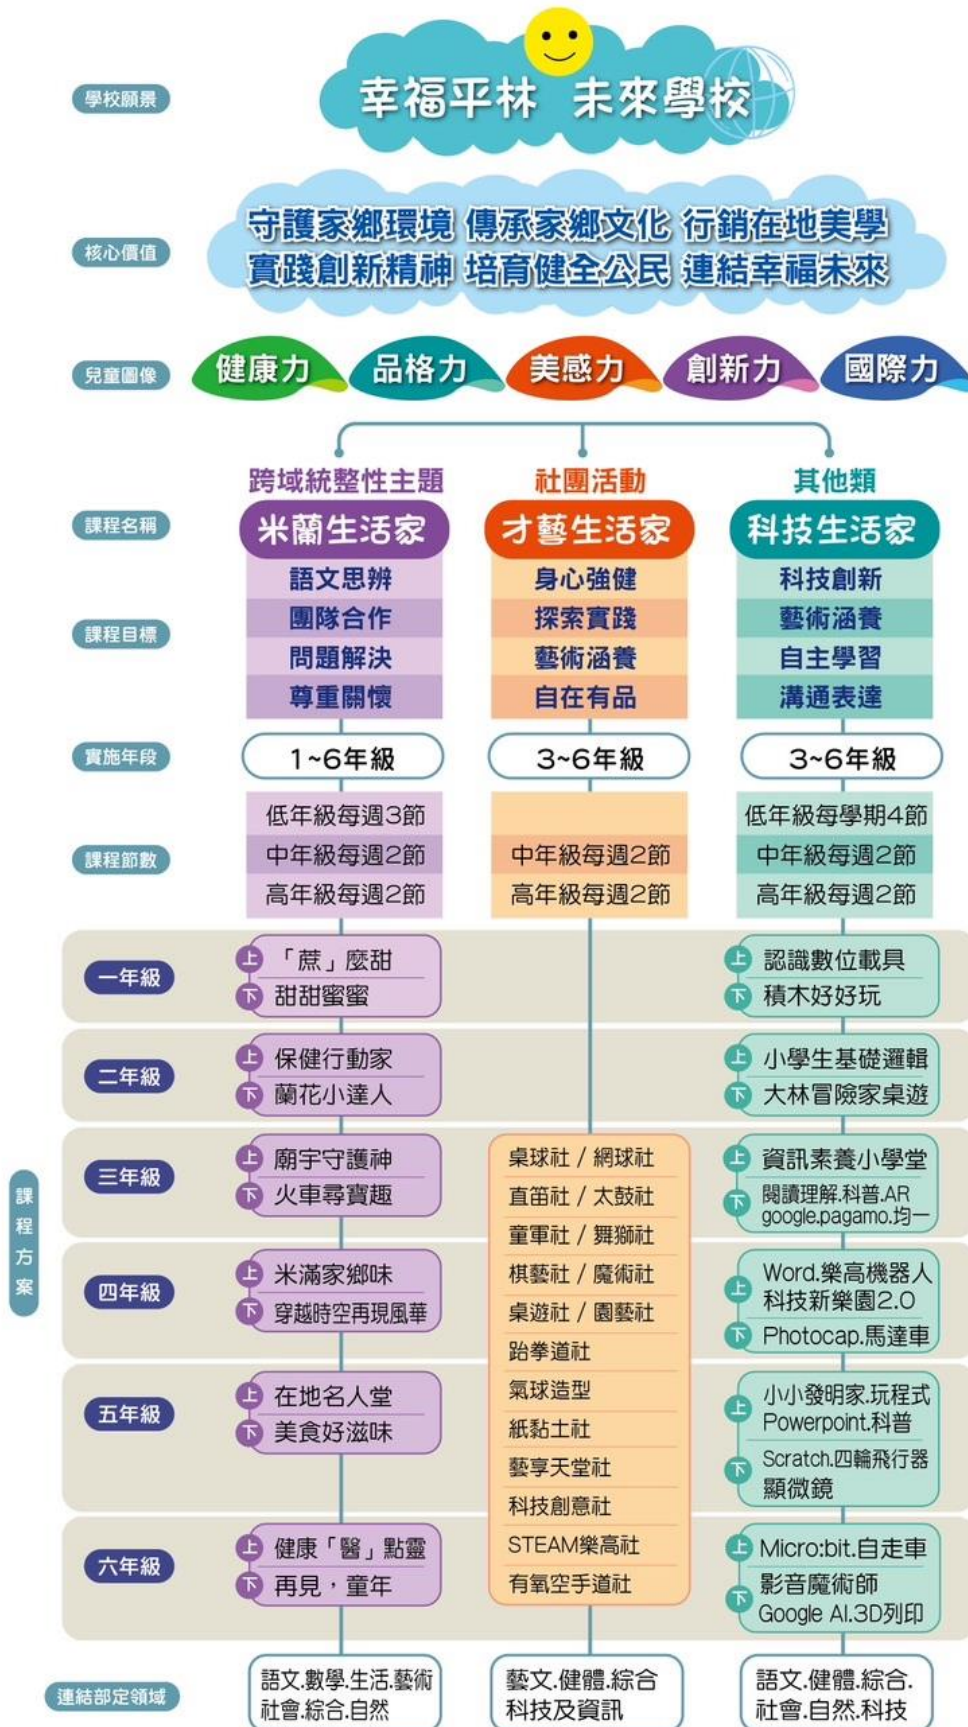 學校願景
幸福平林 未來學校
核心價值
守護家鄉環境 傳承家鄉文化 行銷在地美學
實踐創新精神 培育健全公民 連結幸福未來
兒童圖像
健康力 品格力 美感力 創新力 國際力
跨域統整性主題 社團活動 其他類
課程名稱
米蘭生活家 才藝生活家 科技生活家
課程目標
語文思辨 身心強健 科技創新
團隊合作 探索實踐 藝術涵養
問題解決 藝術涵養 自主學習
尊重關懷 自在有品 溝通表達
實施年段
1~6年級 3~6年級 3~6年級
課程節數
低年級每週3節 低年級每學期4節
中年級每週2節 中年級每週2節 中年級每週2節
高年級每週2節 高年級每週2節 高年級每週2節
課程方案
一年級
上 「蔗」麼甜
下 甜甜蜜蜜
上 認識數位載具
下 積木好好玩
二年級
上 保健行動家
下 蘭花小達人
上 小學生基礎邏輯
下 大林冒險家桌遊
三年級
上 廟宇守護神
下 火車尋寶趣
上 資訊素養小學堂
下 閱讀理解.科普.AR
google.pagamo.均一
四年級
上 米滿家鄉味
下 穿越時空再現風華
上 Word.樂高機器人
科技新樂園2.0
下 Photocap.馬達車
五年級
上 在地名人堂
下 美食好滋味
上 小小發明家.玩程式
Powerpoint.科普
下 Scratch.四輪飛行器
顯微鏡
六年級
上 健康「醫」點靈
下 再見，童年
上 Micro:bit.自走車
下 影音魔術師
Google AI.3D列印
桌球社 / 網球社
直笛社 / 太鼓社
童軍社 / 舞獅社
棋藝社 / 魔術社
桌遊社 / 園藝社
跆拳道社
氣球造型
紙黏土社
藝享天堂社
科技創意社
STEAM樂高社
有氧空手道社
連結部定領域
語文.數學.生活.藝術
社會.綜合.自然
藝文.健體.綜合
科技及資訊
語文.健體.綜合.
社會.自然.科技